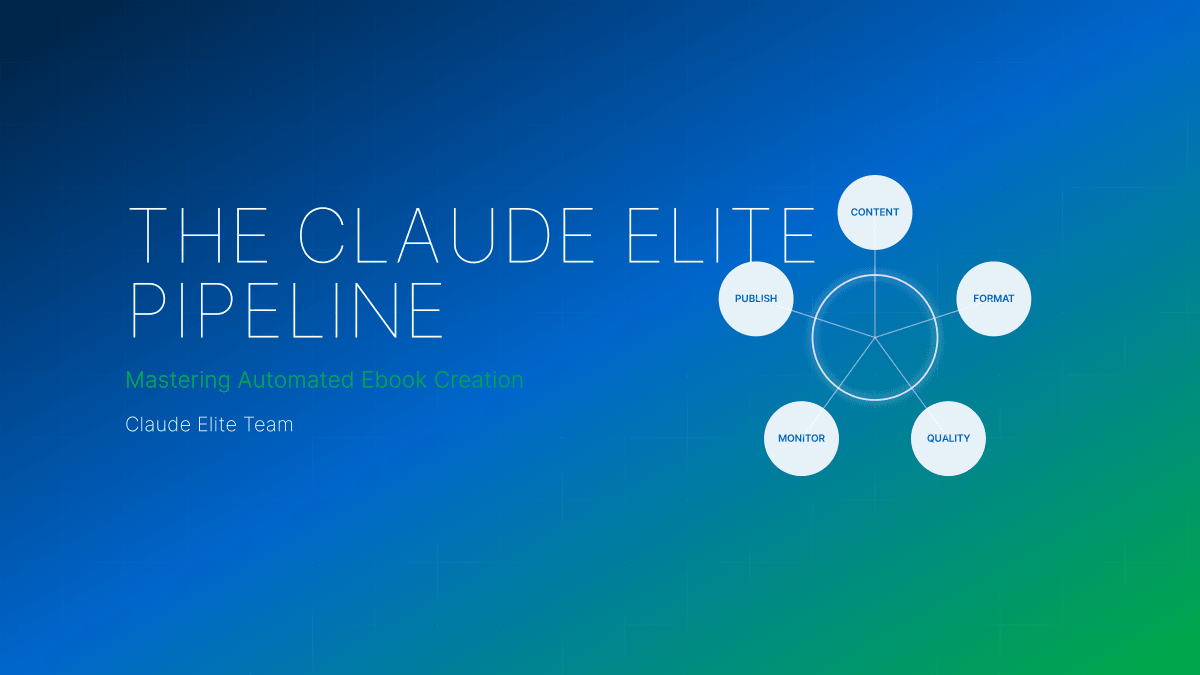 THE CLAUDE ELITE
PIPELINE
Mastering Automated Ebook Creation
Claude Elite Team
CONTENT
PUBLISH
FORMAT
MONITOR
QUALITY